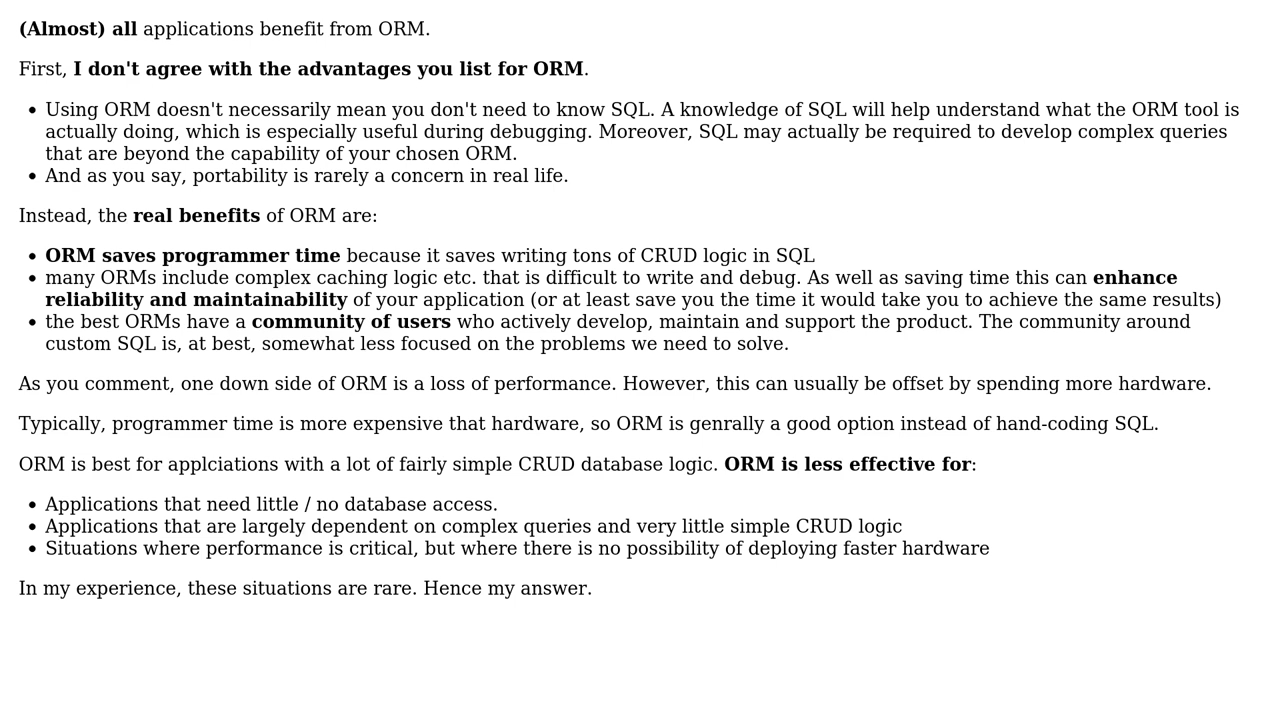 (Almost) all applications benefit from ORM.
First, I don't agree with the advantages you list for ORM.
• Using ORM doesn't necessarily mean you don't need to know SQL. A knowledge of SQL will help understand what the ORM tool is
actually doing, which is especially useful during debugging. Moreover, SQL may actually be required to develop complex queries
that are beyond the capability of your chosen ORM.
• And as you say, portability is rarely a concern in real life.
Instead, the real benefits of ORM are:
• ORM saves programmer time because it saves writing tons of CRUD logic in SQL
• many ORMs include complex caching logic etc. that is difficult to write and debug. As well as saving time this can enhance
reliability and maintainability of your application (or at least save you the time it would take you to achieve the same results)
• the best ORMs have a community of users who actively develop, maintain and support the product. The community around
custom SQL is, at best, somewhat less focused on the problems we need to solve.
As you comment, one down side of ORM is a loss of performance. However, this can usually be offset by spending more hardware.
Typically, programmer time is more expensive that hardware, so ORM is genrally a good option instead of hand-coding SQL.
ORM is best for applciations with a lot of fairly simple CRUD database logic. ORM is less effective for:
• Applications that need little / no database access.
• Applications that are largely dependent on complex queries and very little simple CRUD logic
• Situations where performance is critical, but where there is no possibility of deploying faster hardware
In my experience, these situations are rare. Hence my answer.